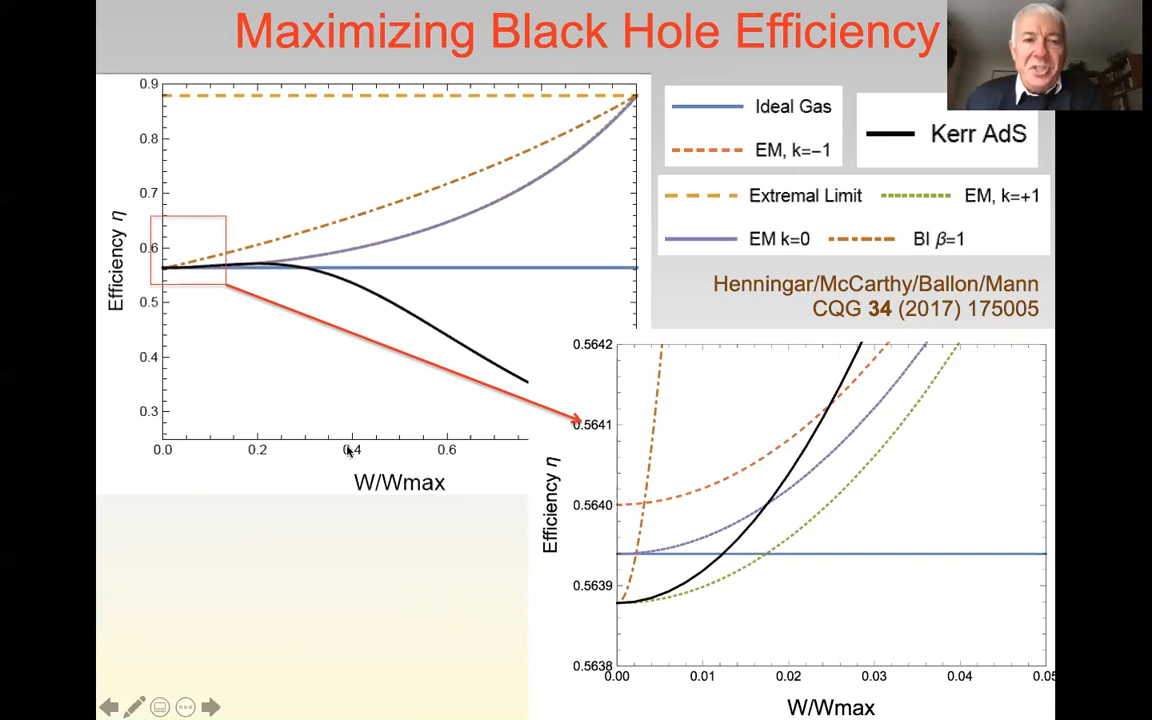 Maximizing Black Hole Efficiency
0.9
0.8
0.7
0.6
0.5
0.4
0.3
Efficiency η
0.0 0.2 0.4 0.6
W/Wmax
Ideal Gas
EM, k=−1
Kerr AdS
Extremal Limit
EM, k=+1
EM k=0
BI β=1
Henningar/McCarthy/Ballon/Mann
CQG 34 (2017) 175005
0.5642
0.5641
0.5640
0.5639
0.5638
Efficiency η
0.00 0.01 0.02 0.03 0.04 0.05
W/Wmax